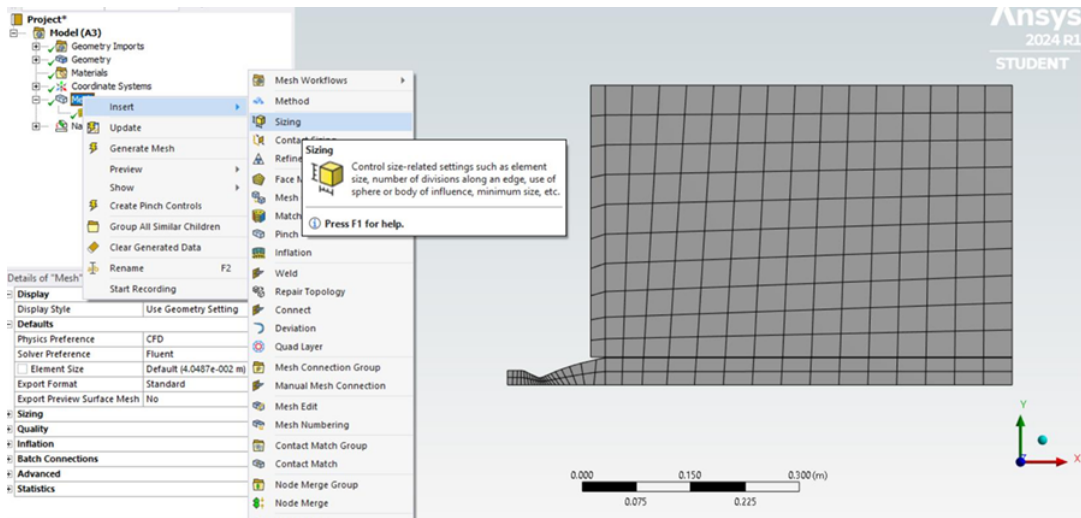 Project*
Model (A3)
Geometry Imports
Geometry
Materials
Coordinate Systems
Insert
Update
Generate Mesh
Preview
Show
Create Pinch Controls
Group All Similar Children
Clear Generated Data
Rename F2
Start Recording
Mesh Workflows
Method
Sizing
Sizing
Control size-related settings such as element
size, number of divisions along an edge, use of
sphere or body of influence, minimum size, etc.
Press F1 for help.
Pinch
Inflation
Weld
Repair Topology
Connect
Deviation
Quad Layer
Mesh Connection Group
Manual Mesh Connection
Mesh Edit
Mesh Numbering
Contact Match Group
Contact Match
Node Merge Group
Node Merge
Details of "Mesh"
Display
Display Style Use Geometry Setting
Defaults
Physics Preference CFD
Solver Preference Fluent
Element Size Default (4.0487e-002 m)
Export Format Standard
Export Preview Surface Mesh No
Sizing
Quality
Inflation
Batch Connections
Advanced
Statistics
Ansys
2024 R1
STUDENT
0.000 0.150 0.300 (m)
0.075 0.225
Y
X